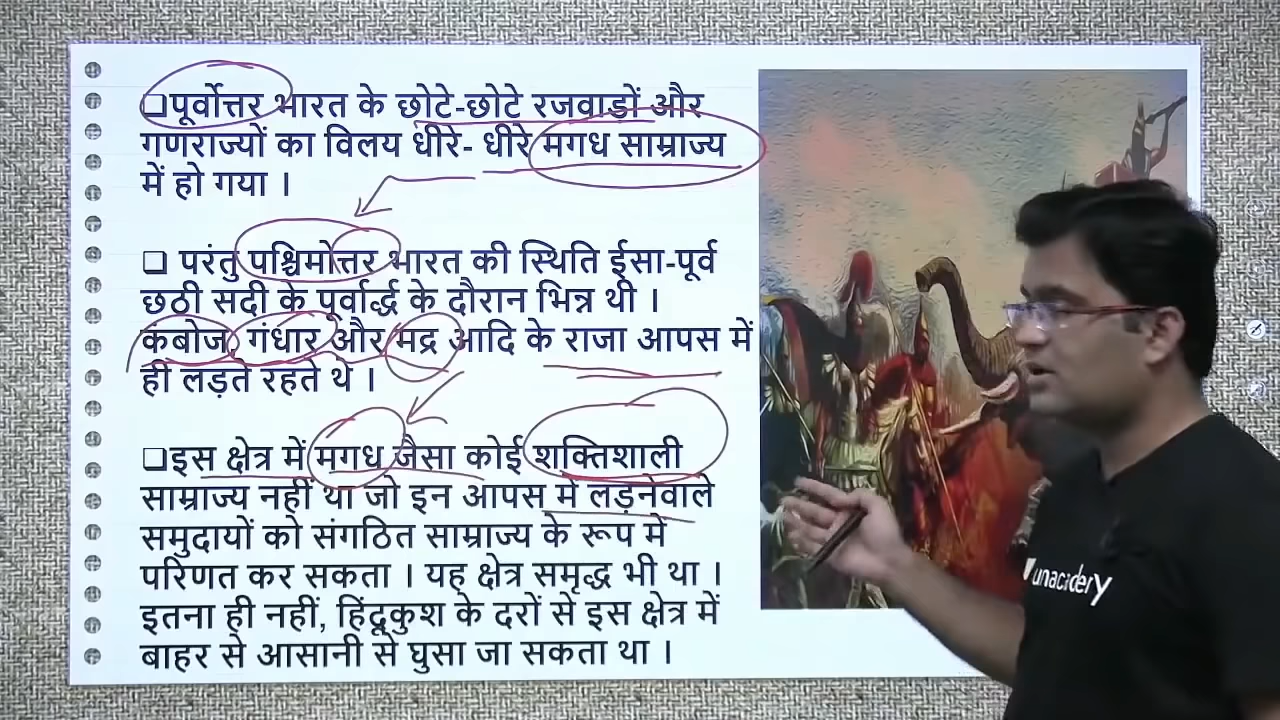 ❑पूर्वोत्तर भारत के छोटे-छोटे रजवाड़ों और
गणराज्यों का विलय धीरे- धीरे मगध साम्राज्य
में हो गया ।
❑ परंतु पश्चिमोत्तर भारत की स्थिति ईसा-पूर्व
छठी सदी के पूर्वार्द्ध के दौरान भिन्न थी ।
कंबोज, गंधार और मद्र आदि के राजा आपस में
ही लड़ते रहते थे ।
❑इस क्षेत्र में मगध जैसा कोई शक्तिशाली
साम्राज्य नहीं था जो इन आपस में लड़नेवाले
समुदायों को संगठित साम्राज्य के रूप में
परिणत कर सकता । यह क्षेत्र समृद्ध भी था ।
इतना ही नहीं, हिंदूकुश के दर्रों से इस क्षेत्र में
बाहर से आसानी से घुसा जा सकता था ।
unacademy